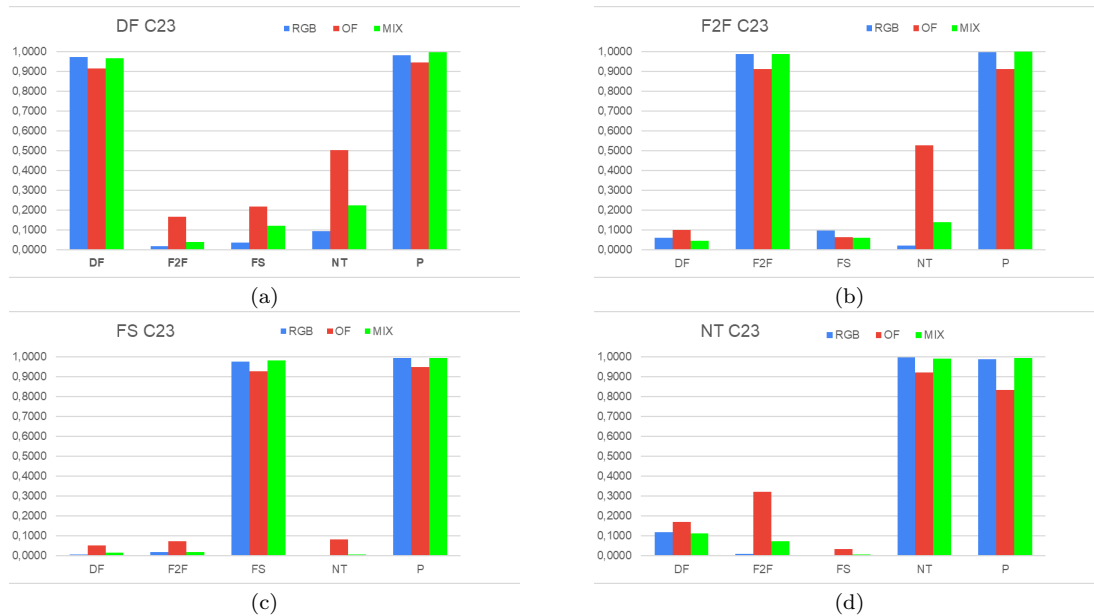 DF C23
RGB OF MIX
1,0000
0,9000
0,8000
0,7000
0,6000
0,5000
0,4000
0,3000
0,2000
0,1000
0,0000
DF F2F FS NT P
(a)
F2F C23
RGB OF MIX
1,0000
0,9000
0,8000
0,7000
0,6000
0,5000
0,4000
0,3000
0,2000
0,1000
0,0000
DF F2F FS NT P
(b)
FS C23
RGB OF MIX
1,0000
0,9000
0,8000
0,7000
0,6000
0,5000
0,4000
0,3000
0,2000
0,1000
0,0000
DF F2F FS NT P
(c)
NT C23
RGB OF MIX
1,0000
0,9000
0,8000
0,7000
0,6000
0,5000
0,4000
0,3000
0,2000
0,1000
0,0000
DF F2F FS NT P
(d)